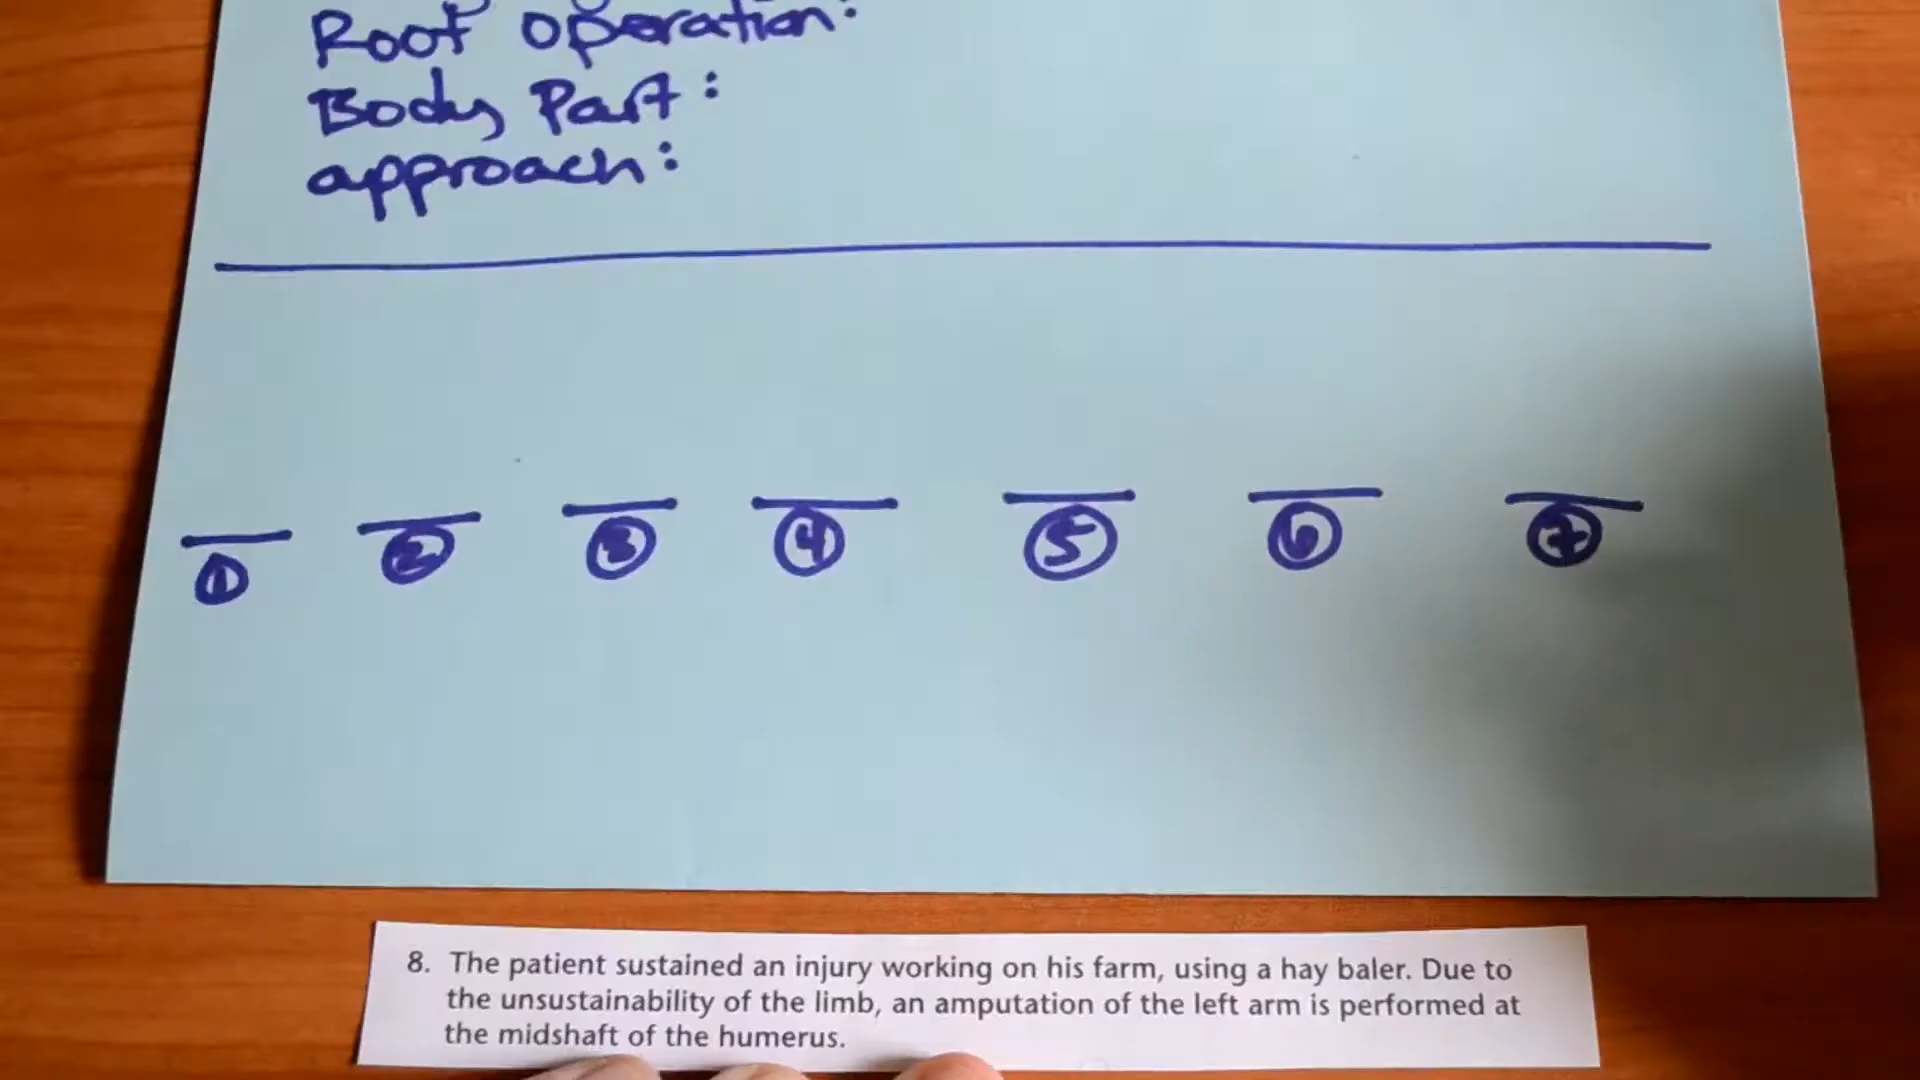 Root operation:
Body Part:
approach:
1 2 3 4 5 6 7
8. The patient sustained an injury working on his farm, using a hay baler. Due to
the unsustainability of the limb, an amputation of the left arm is performed at
the midshaft of the humerus.